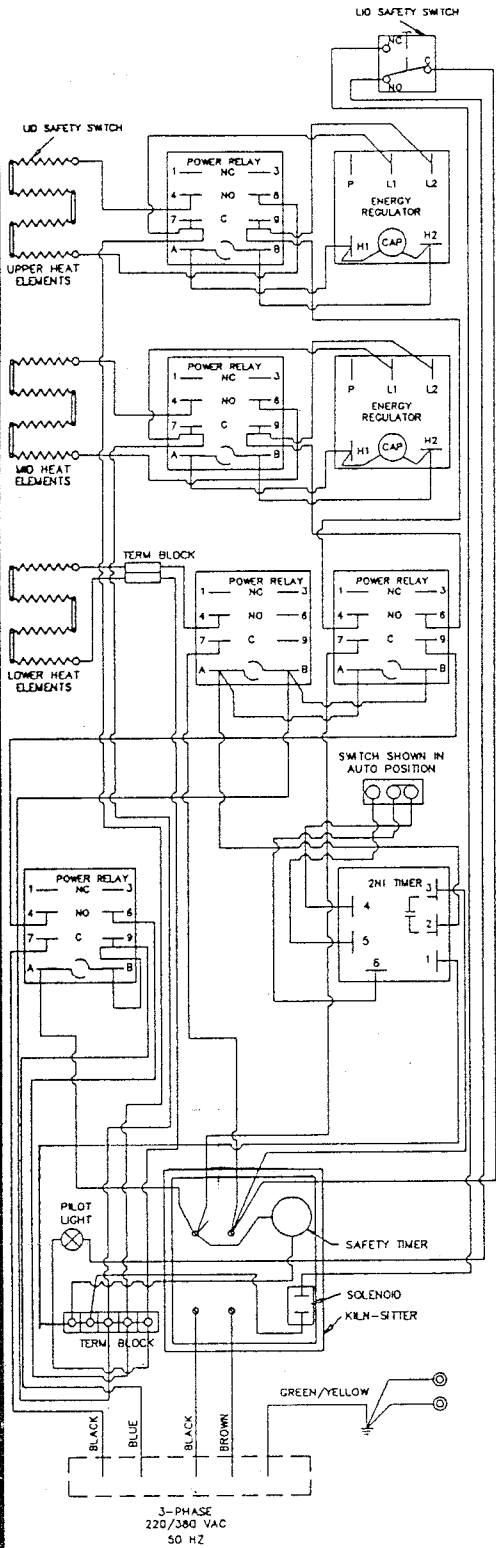 LID SAFETY SWITCH
NC
C
NO
LID SAFETY SWITCH
POWER RELAY
1 NC 3
4 NO 6
7 C 9
A B
P L1 L2
ENERGY
REGULATOR
H1 CAP H2
UPPER HEAT
ELEMENTS
POWER RELAY
1 NC 3
4 NO 6
7 C 9
A B
P L1 L2
ENERGY
REGULATOR
H1 CAP H2
MID HEAT
ELEMENTS
TERM BLOCK
POWER RELAY
1 NC 3
4 NO 6
7 C 9
A B
POWER RELAY
1 NC 3
4 NO 6
7 C 9
A B
LOWER HEAT
ELEMENTS
SWITCH SHOWN IN
AUTO POSITION
POWER RELAY
1 NC 3
4 NO 6
7 C 9
A B
2N1 TIMER 3
4
2
5
1
6
PILOT
LIGHT
SAFETY TIMER
SOLENOID
KILN-SITTER
TERM. BLOCK
GREEN/YELLOW
BLACK
BLUE
BLACK
BROWN
3-PHASE
220/380 VAC
50 HZ